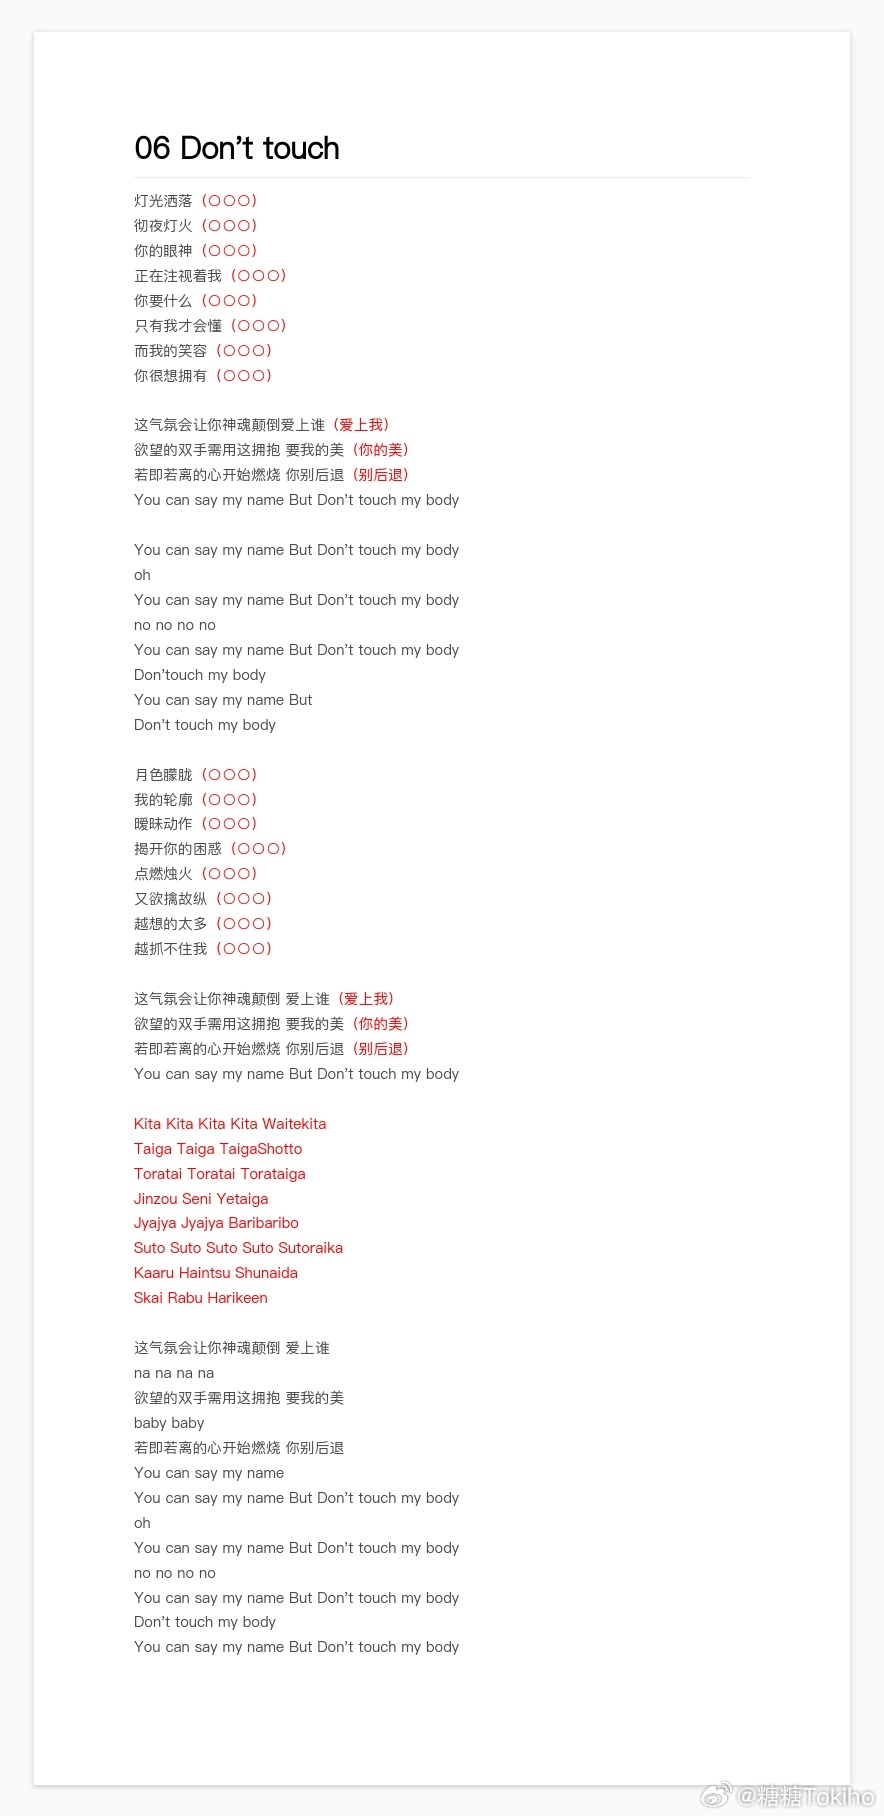 06 Don't touch
灯光洒落（○○○）
彻夜灯火（○○○）
你的眼神（○○○）
正在注视着我（○○○）
你要什么（○○○）
只有我才会懂（○○○）
而我的笑容（○○○）
你很想拥有（○○○）
这气氛会让你神魂颠倒爱上谁（爱上我）
欲望的双手需用这拥抱 要我的美（你的美）
若即若离的心开始燃烧 你别后退（别后退）
You can say my name But Don't touch my body
You can say my name But Don't touch my body
oh
You can say my name But Don't touch my body
no no no no
You can say my name But Don't touch my body
Don'touch my body
You can say my name But
Don't touch my body
月色朦胧（○○○）
我的轮廓（○○○）
暧昧动作（○○○）
揭开你的困惑（○○○）
点燃烛火（○○○）
又欲擒故纵（○○○）
越想的太多（○○○）
越抓不住我（○○○）
这气氛会让你神魂颠倒 爱上谁（爱上我）
欲望的双手需用这拥抱 要我的美（你的美）
若即若离的心开始燃烧 你别后退（别后退）
You can say my name But Don't touch my body
Kita Kita Kita Kita Waitekita
Taiga Taiga TaigaShotto
Toratai Toratai Torataiga
Jinzou Seni Yetaiga
Jyajya Jyajya Baribaribo
Suto Suto Suto Suto Sutoraika
Kaaru Haintsu Shunaida
Skai Rabu Harikeen
这气氛会让你神魂颠倒 爱上谁
na na na na
欲望的双手需用这拥抱 要我的美
baby baby
若即若离的心开始燃烧 你别后退
You can say my name
You can say my name But Don't touch my body
oh
You can say my name But Don't touch my body
no no no no
You can say my name But Don't touch my body
Don't touch my body
You can say my name But Don't touch my body
@糖糖Tokiho